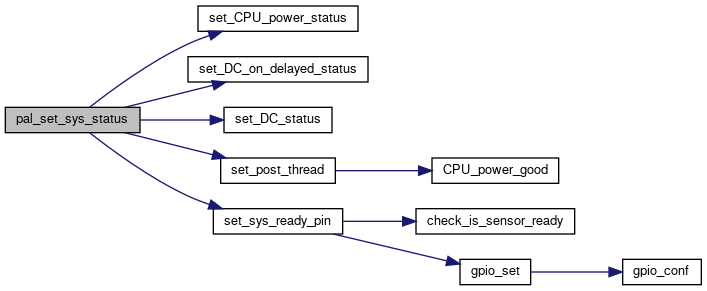 set_CPU_power_status
set_DC_on_delayed_status
pal_set_sys_status
set_DC_status
set_post_thread
CPU_power_good
set_sys_ready_pin
check_is_sensor_ready
gpio_set
gpio_conf